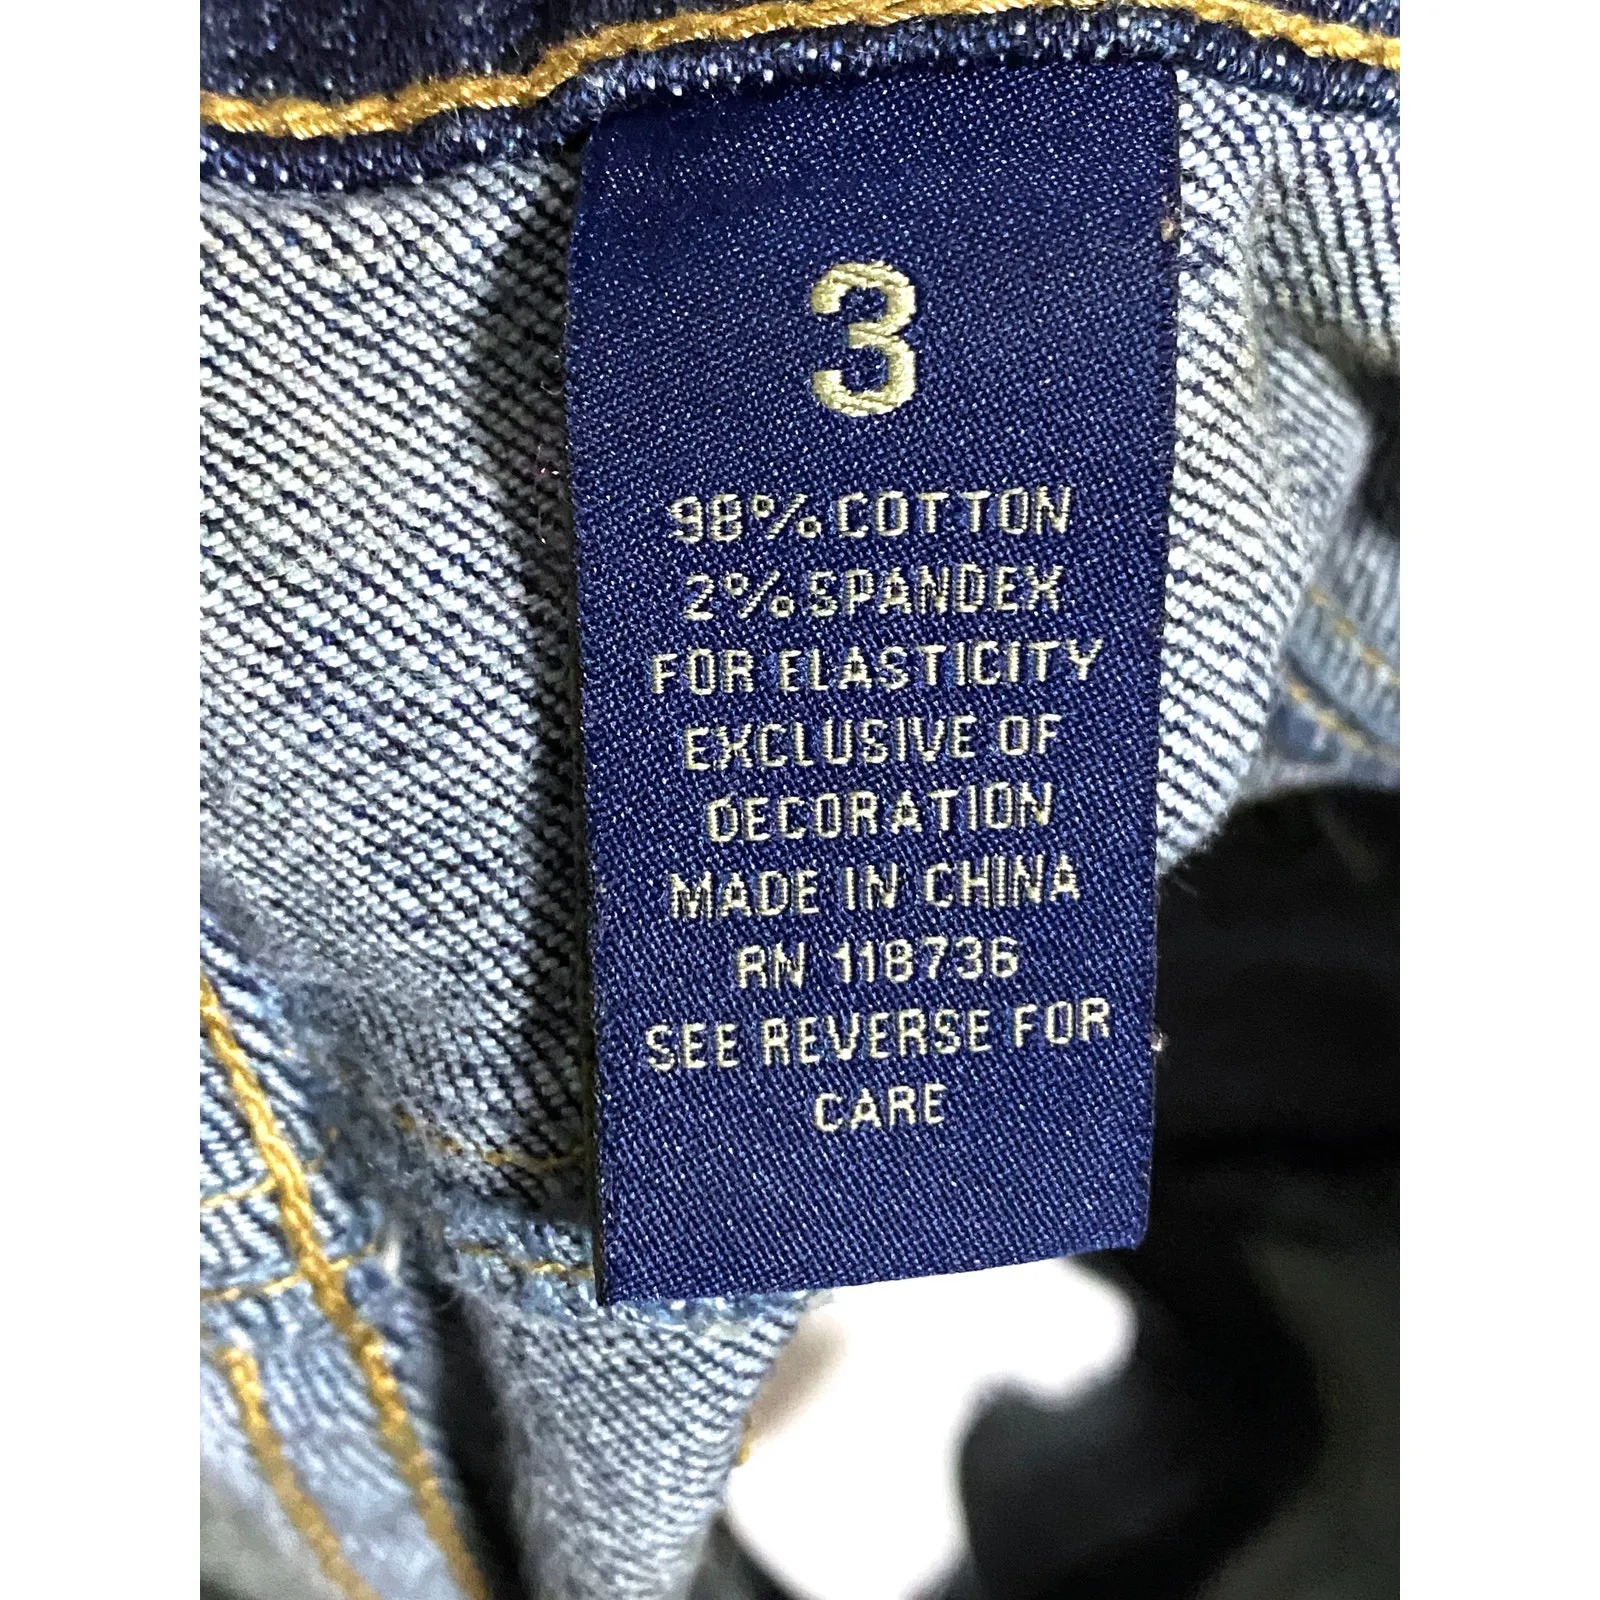 3
98% COTTON
2% SPANDEX
FOR ELASTICITY
EXCLUSIVE OF
DECORATION
MADE IN CHINA
RN 118736
SEE REVERSE FOR
CARE